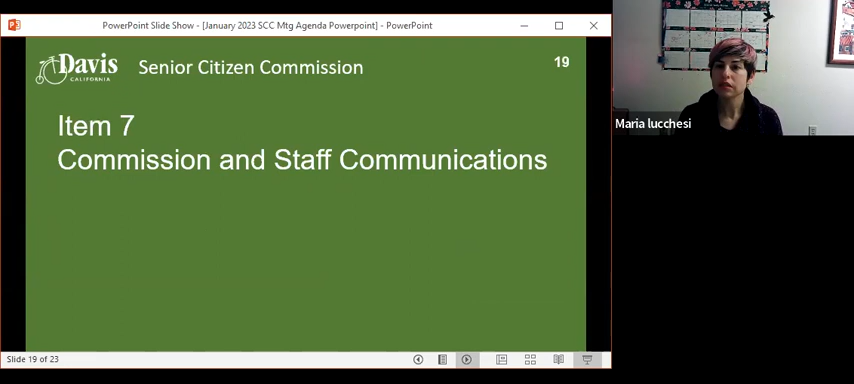 PowerPoint Slide Show - [January 2023 SCC Mtg Agenda Powerpoint] - PowerPoint
Davis
CALIFORNIA
Senior Citizen Commission
19
Item 7
Commission and Staff Communications
Maria lucchesi
Slide 19 of 23